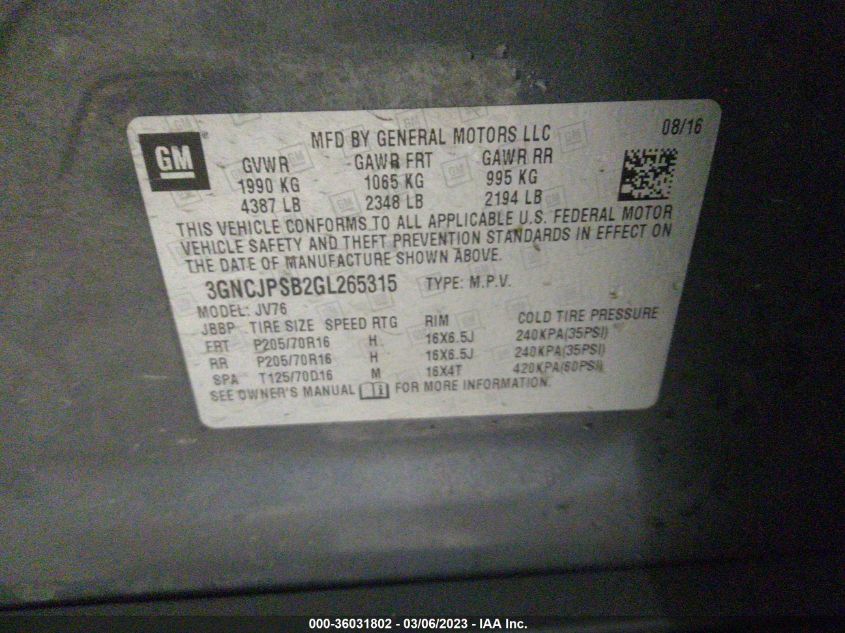 GM
MFD BY GENERAL MOTORS LLC 08/16
GVWR GAWR FRT GAWR RR
1990 KG 1065 KG 995 KG
4387 LB 2348 LB 2194 LB
THIS VEHICLE CONFORMS TO ALL APPLICABLE U.S. FEDERAL MOTOR
VEHICLE SAFETY AND THEFT PREVENTION STANDARDS IN EFFECT ON
THE DATE OF MANUFACTURE SHOWN ABOVE.
3GNCJPSB2GL265315 TYPE: M.P.V.
MODEL: JV76
JBBP TIRE SIZE SPEED RTG RIM COLD TIRE PRESSURE
FRT P205/70R16 H 16X6.5J 240KPA(35PSI)
RR P205/70R16 H 16X6.5J 240KPA(35PSI)
SPA T125/70D16 M 16X4T 420KPA(60PSI)
SEE OWNER'S MANUAL FOR MORE INFORMATION.
000-36031802 — 03/06/2023 — IAA Inc.